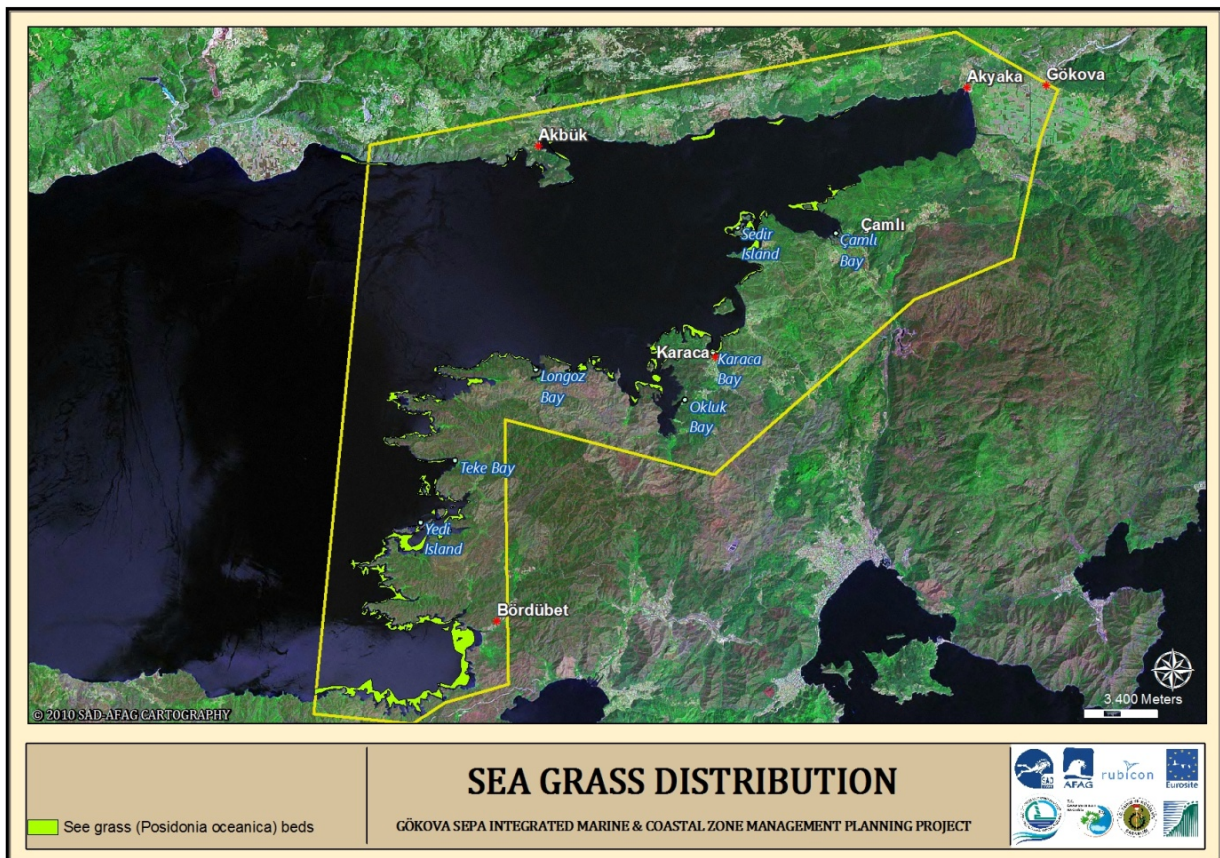 Akyaka
Gökova
Akbük
Çamlı
Sedir
Island
Çamlı
Bay
Karaca
Karaca
Bay
Longoz
Bay
Okluk
Bay
Teke Bay
Yedi
Island
Bördübet
3.400 Meters
© 2010 SAD-AFAG CARTOGRAPHY
SEA GRASS DISTRIBUTION
See grass (Posidonia oceanica) beds
GÖKOVA SEPA INTEGRATED MARINE & COASTAL ZONE MANAGEMENT PLANNING PROJECT
AFAG
rubicon
Eurosite